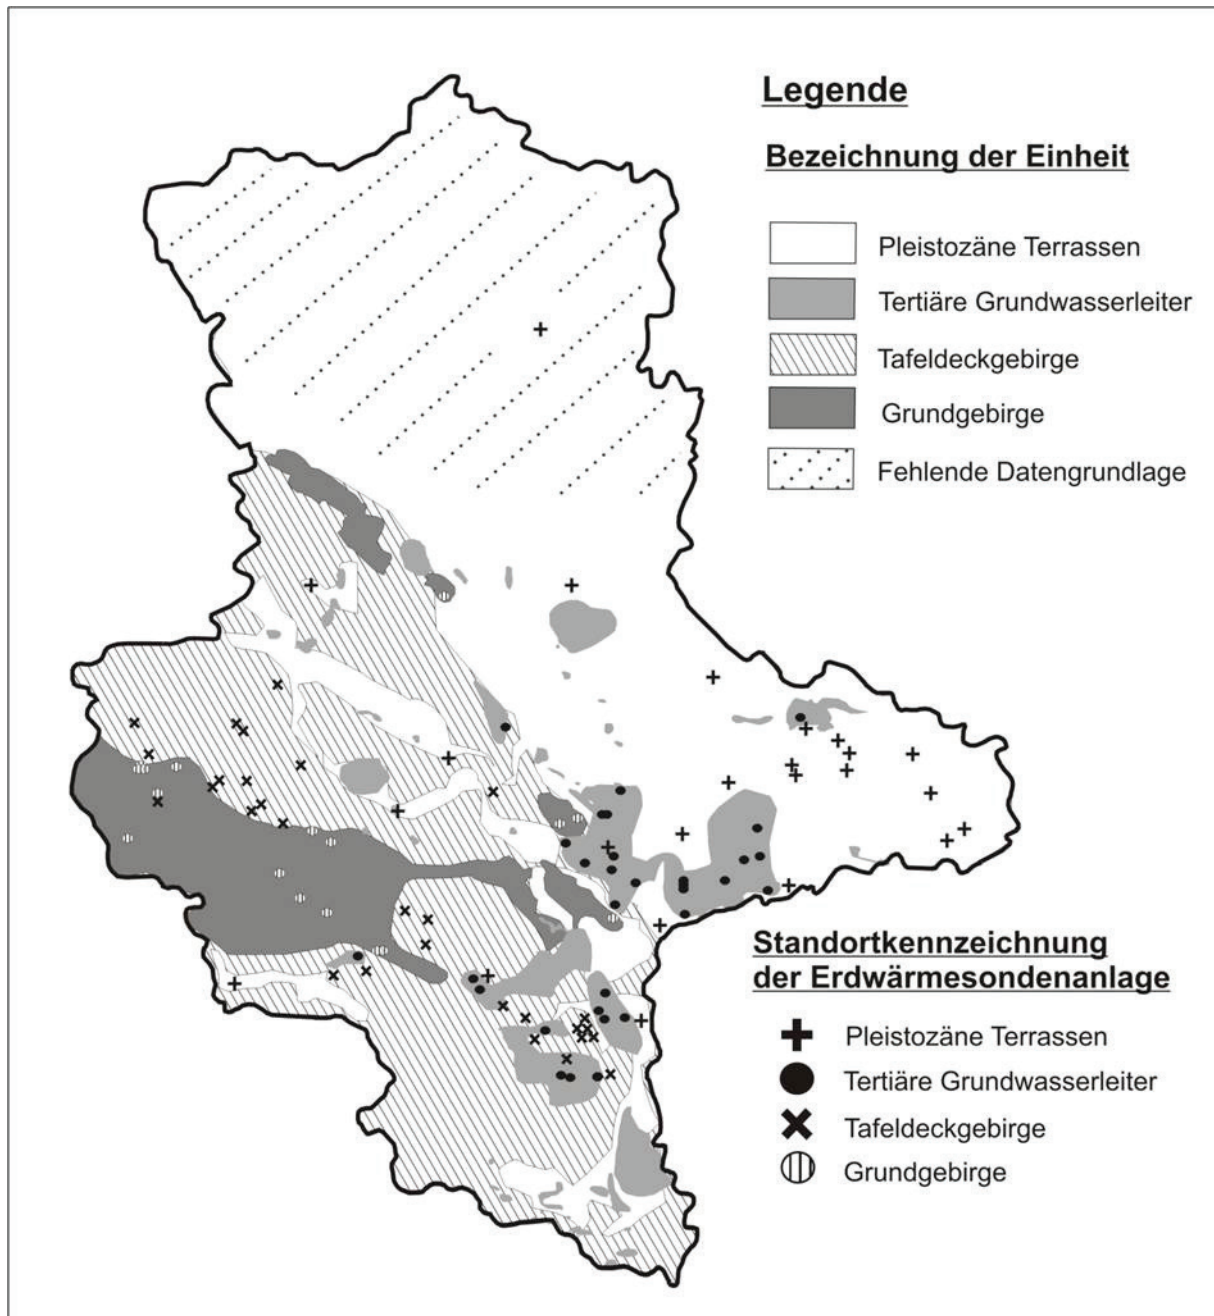 Legende
Bezeichnung der Einheit
Pleistozäne Terrassen
Tertiäre Grundwasserleiter
Tafeldeckgebirge
Grundgebirge
Fehlende Datengrundlage
Standortkennzeichnung
der Erdwärmesondenanlage
Pleistozäne Terrassen
Tertiäre Grundwasserleiter
Tafeldeckgebirge
Grundgebirge